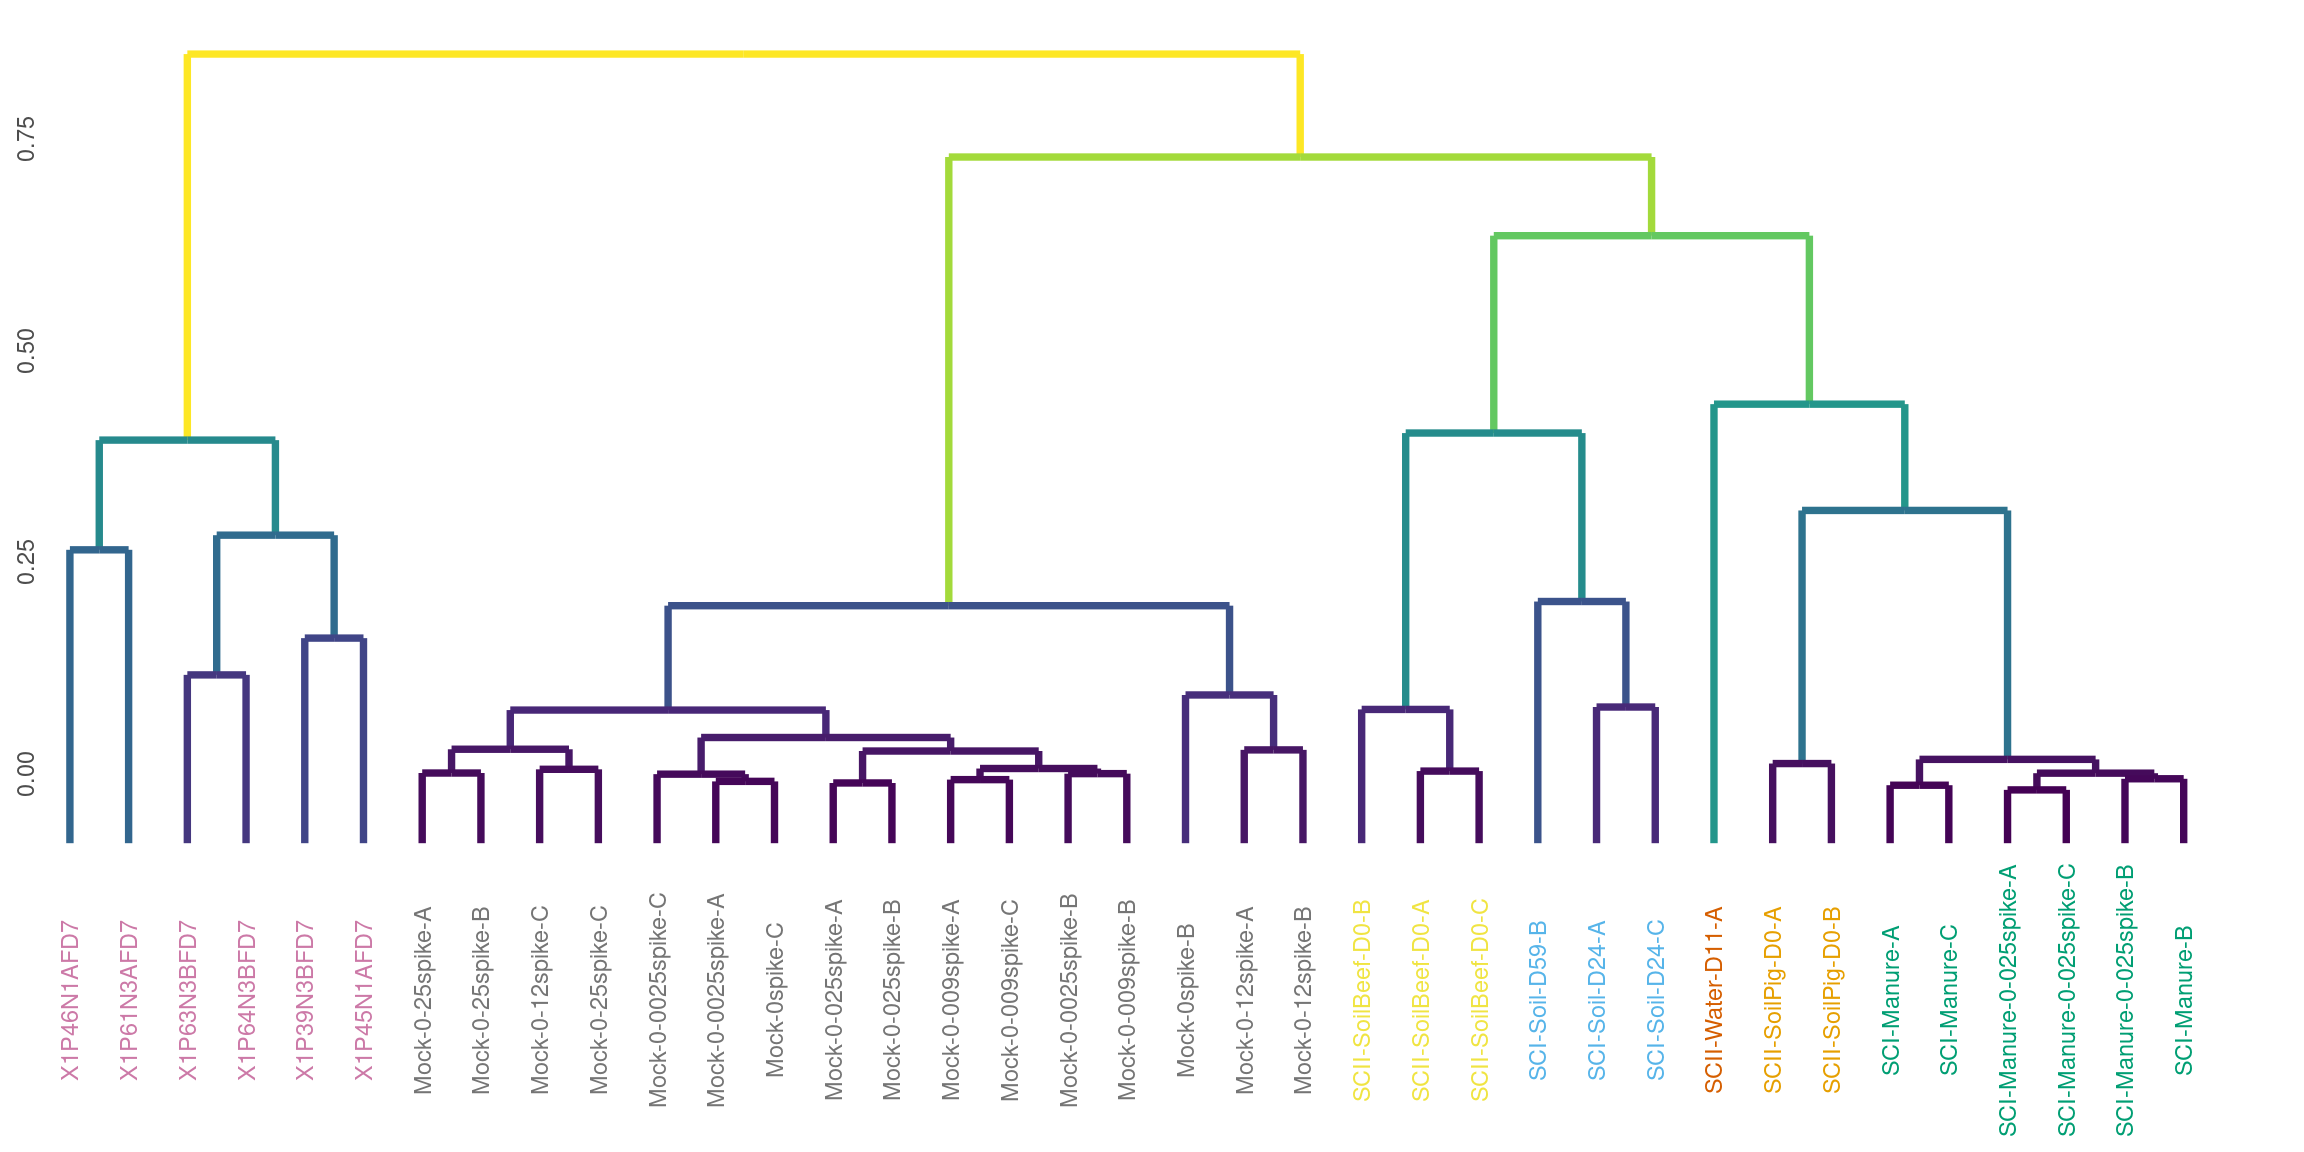 0.75
0.50
0.25
0.00
X1P46N1AFD7
X1P61N3AFD7
X1P63N3BFD7
X1P64N3BFD7
X1P39N3BFD7
X1P45N1AFD7
Mock-0-25spike-A
Mock-0-25spike-B
Mock-0-12spike-C
Mock-0-25spike-C
Mock-0-0025spike-C
Mock-0-0025spike-A
Mock-0spike-C
Mock-0-025spike-A
Mock-0-025spike-B
Mock-0-009spike-A
Mock-0-009spike-C
Mock-0-0025spike-B
Mock-0-009spike-B
Mock-0spike-B
Mock-0-12spike-A
Mock-0-12spike-B
SCII-SoilBeef-D0-B
SCII-SoilBeef-D0-A
SCII-SoilBeef-D0-C
SCI-Soil-D59-B
SCI-Soil-D24-A
SCI-Soil-D24-C
SCII-Water-D11-A
SCII-SoilPig-D0-A
SCII-SoilPig-D0-B
SCI-Manure-A
SCI-Manure-C
SCI-Manure-0-025spike-A
SCI-Manure-0-025spike-C
SCI-Manure-0-025spike-B
SCI-Manure-B